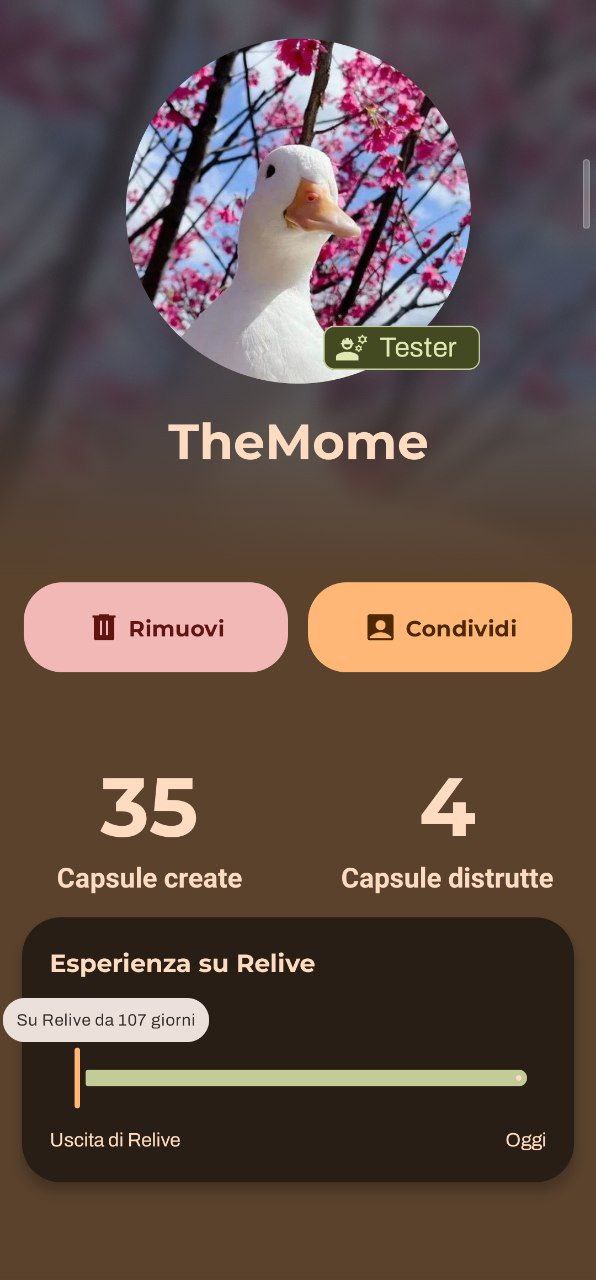 Tester
TheMome
Rimuovi
Condividi
35
4
Capsule create
Capsule distrutte
Esperienza su Relive
Su Relive da 107 giorni
Uscita di Relive
Oggi